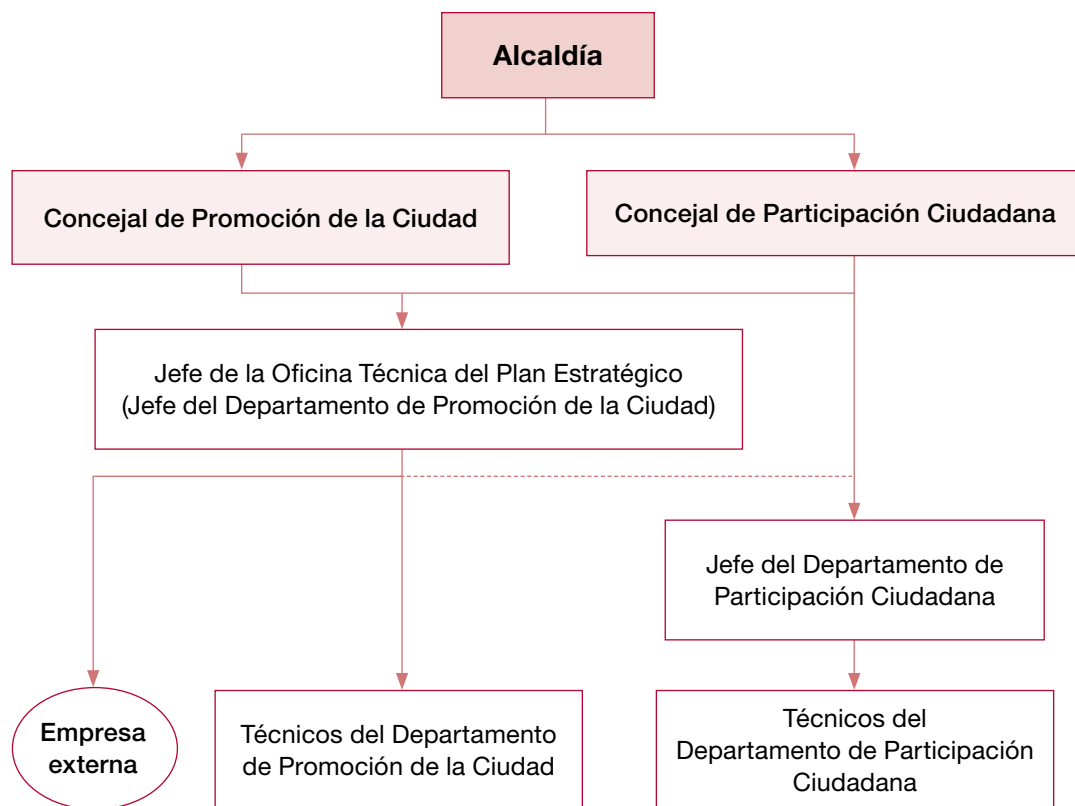 Alcaldía
Concejal de Promoción de la Ciudad
Concejal de Participación Ciudadana
Jefe de la Oficina Técnica del Plan Estratégico
(Jefe del Departamento de Promoción de la Ciudad)
Jefe del Departamento de
Participación Ciudadana
Empresa
externa
Técnicos del Departamento
de Promoción de la Ciudad
Técnicos del
Departamento de Participación
Ciudadana